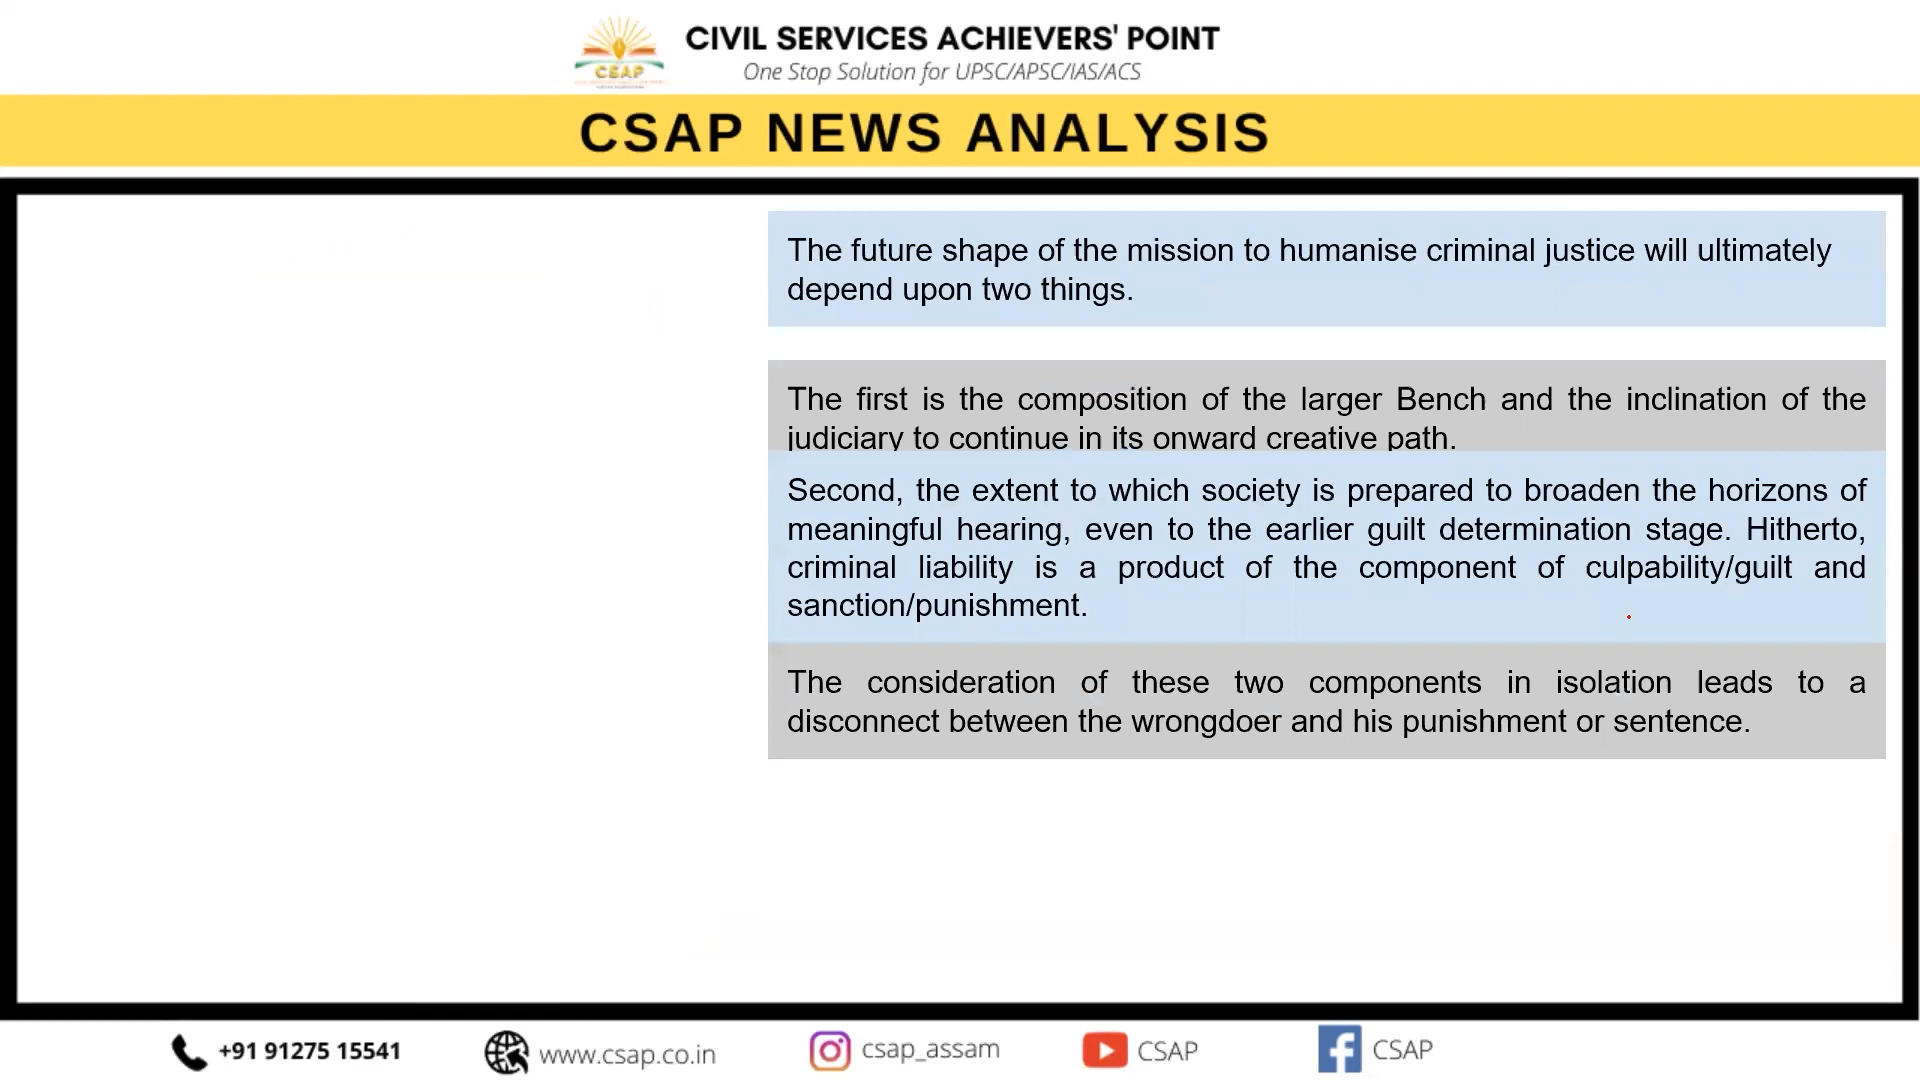 CSAP
CIVIL SERVICES ACHIEVERS' POINT
One Stop Solution for UPSC/APSC/IAS/ACS
CSAP NEWS ANALYSIS
The future shape of the mission to humanise criminal justice will ultimately
depend upon two things.
The first is the composition of the larger Bench and the inclination of the
judiciary to continue in its onward creative path.
Second, the extent to which society is prepared to broaden the horizons of
meaningful hearing, even to the earlier guilt determination stage. Hitherto,
criminal liability is a product of the component of culpability/guilt and
sanction/punishment.
The consideration of these two components in isolation leads to a
disconnect between the wrongdoer and his punishment or sentence.
+91 91275 15541
www.csap.co.in
csap_assam
CSAP
CSAP